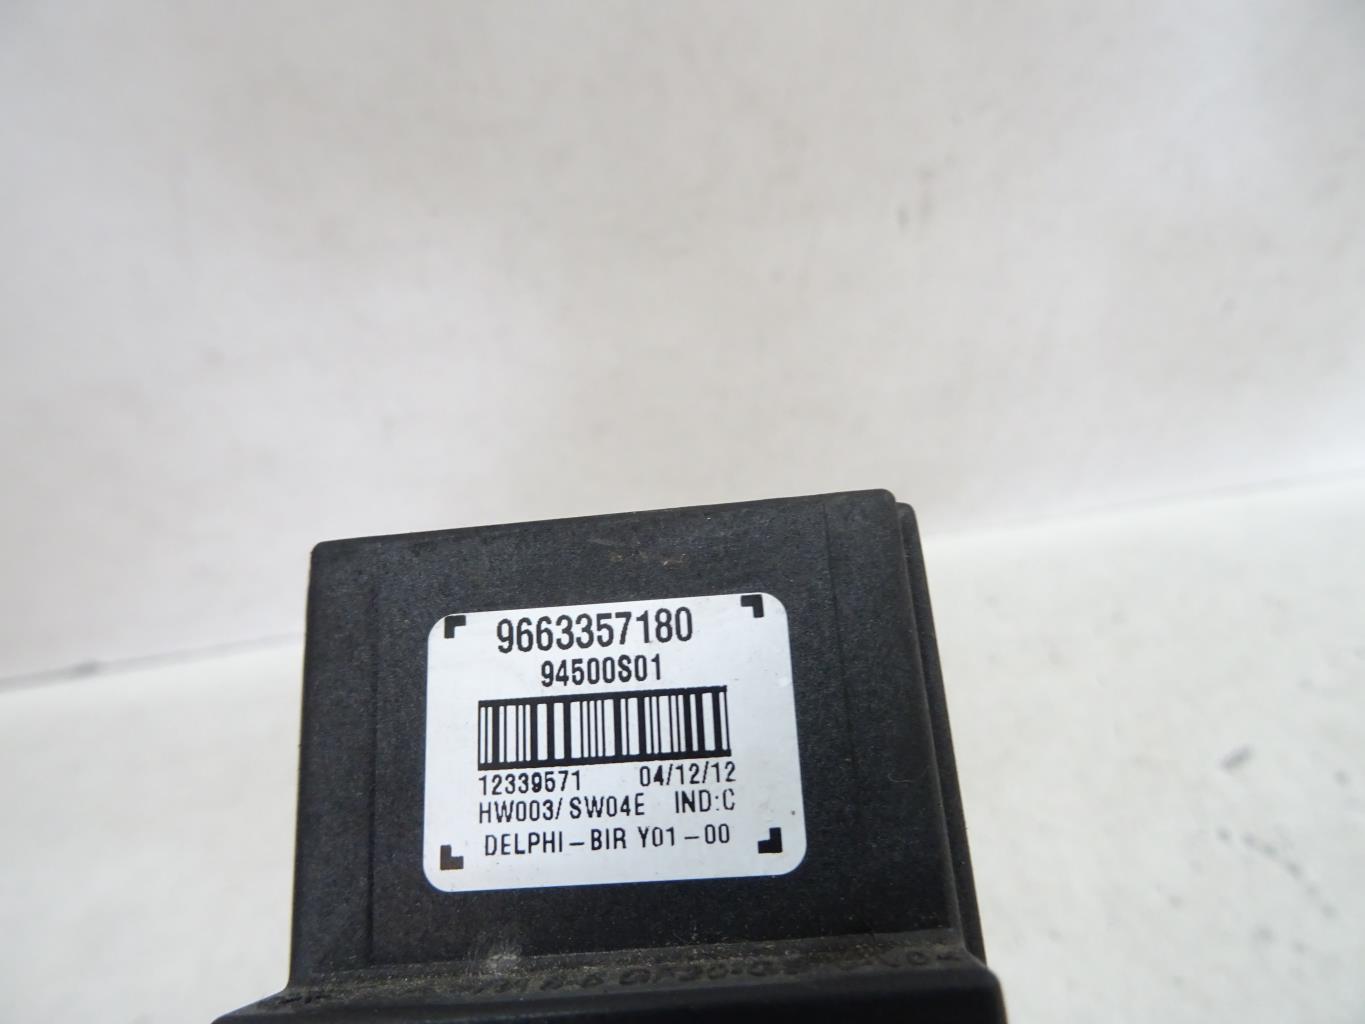 9663357180
94500S01
12339571 04/12/12
HW003/ SW04E IND:C
DELPHI-BIR Y01-00